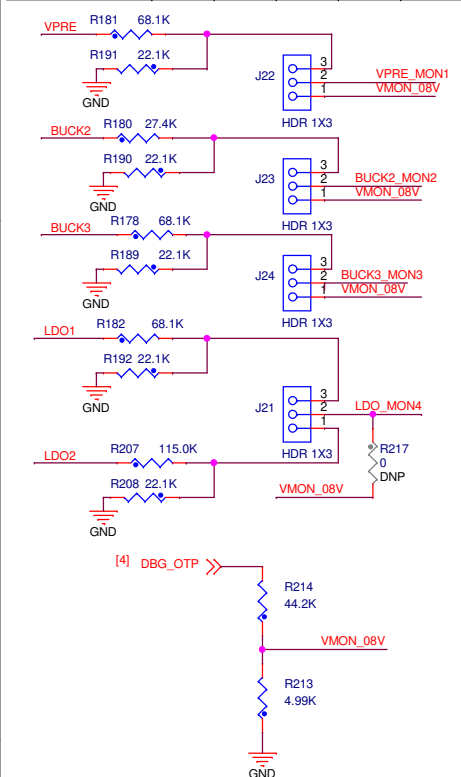 R181 68.1K
VPRE
R191 22.1K
GND
J22
3
2
1
VPRE_MON1
VMON_08V
HDR 1X3
R180 27.4K
BUCK2
R190 22.1K
GND
J23
3
2
1
BUCK2_MON2
VMON_08V
HDR 1X3
R178 68.1K
BUCK3
R189 22.1K
GND
J24
3
2
1
BUCK3_MON3
VMON_08V
HDR 1X3
R182 68.1K
LDO1
R192 22.1K
GND
J21
3
2
1
LDO_MON4
HDR 1X3
R217
0
DNP
VMON_08V
R207 115.0K
LDO2
R208 22.1K
GND
[4] DBG_OTP
R214
44.2K
VMON_08V
R213
4.99K
GND